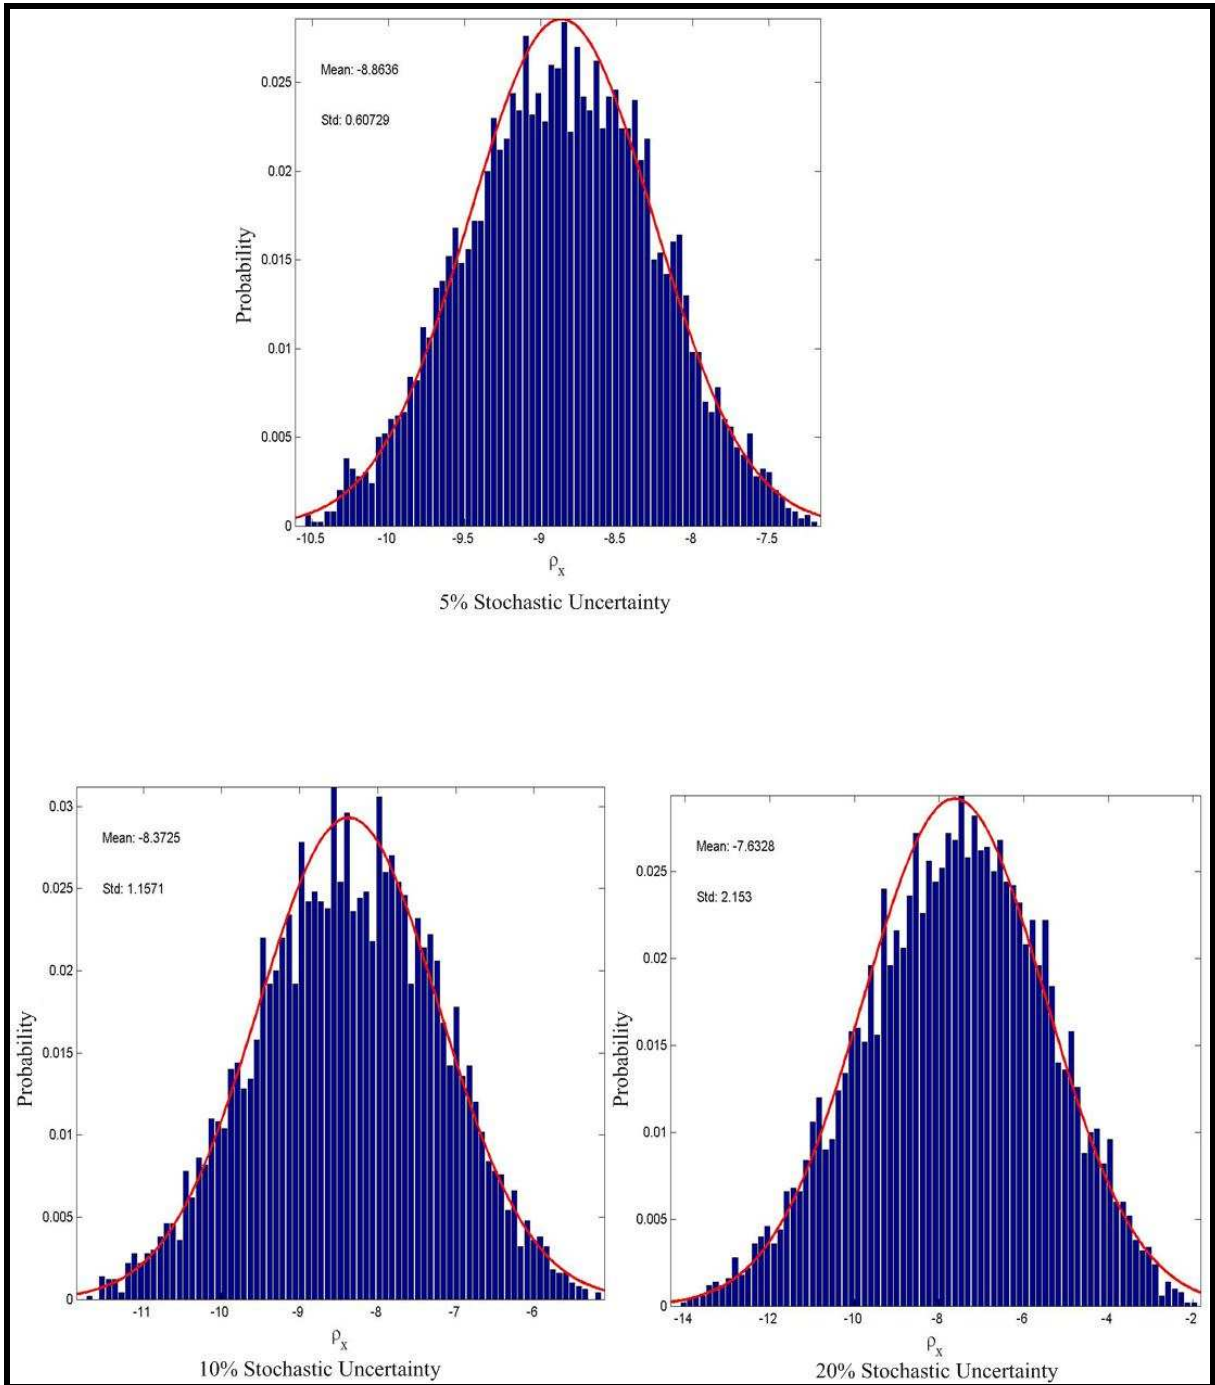 Mean: -8.8636
Std: 0.60729
0.025
0.02
0.015
0.01
0.005
0
Probability
-10.5 -10 -9.5 -9 -8.5 -8 -7.5
ρx
5% Stochastic Uncertainty
Mean: -8.3725
Std: 1.1571
0.03
0.025
0.02
0.015
0.01
0.005
0
Probability
-11 -10 -9 -8 -7 -6
ρx
10% Stochastic Uncertainty
Mean: -7.6328
Std: 2.153
0.025
0.02
0.015
0.01
0.005
0
Probability
-14 -12 -10 -8 -6 -4 -2
ρx
20% Stochastic Uncertainty